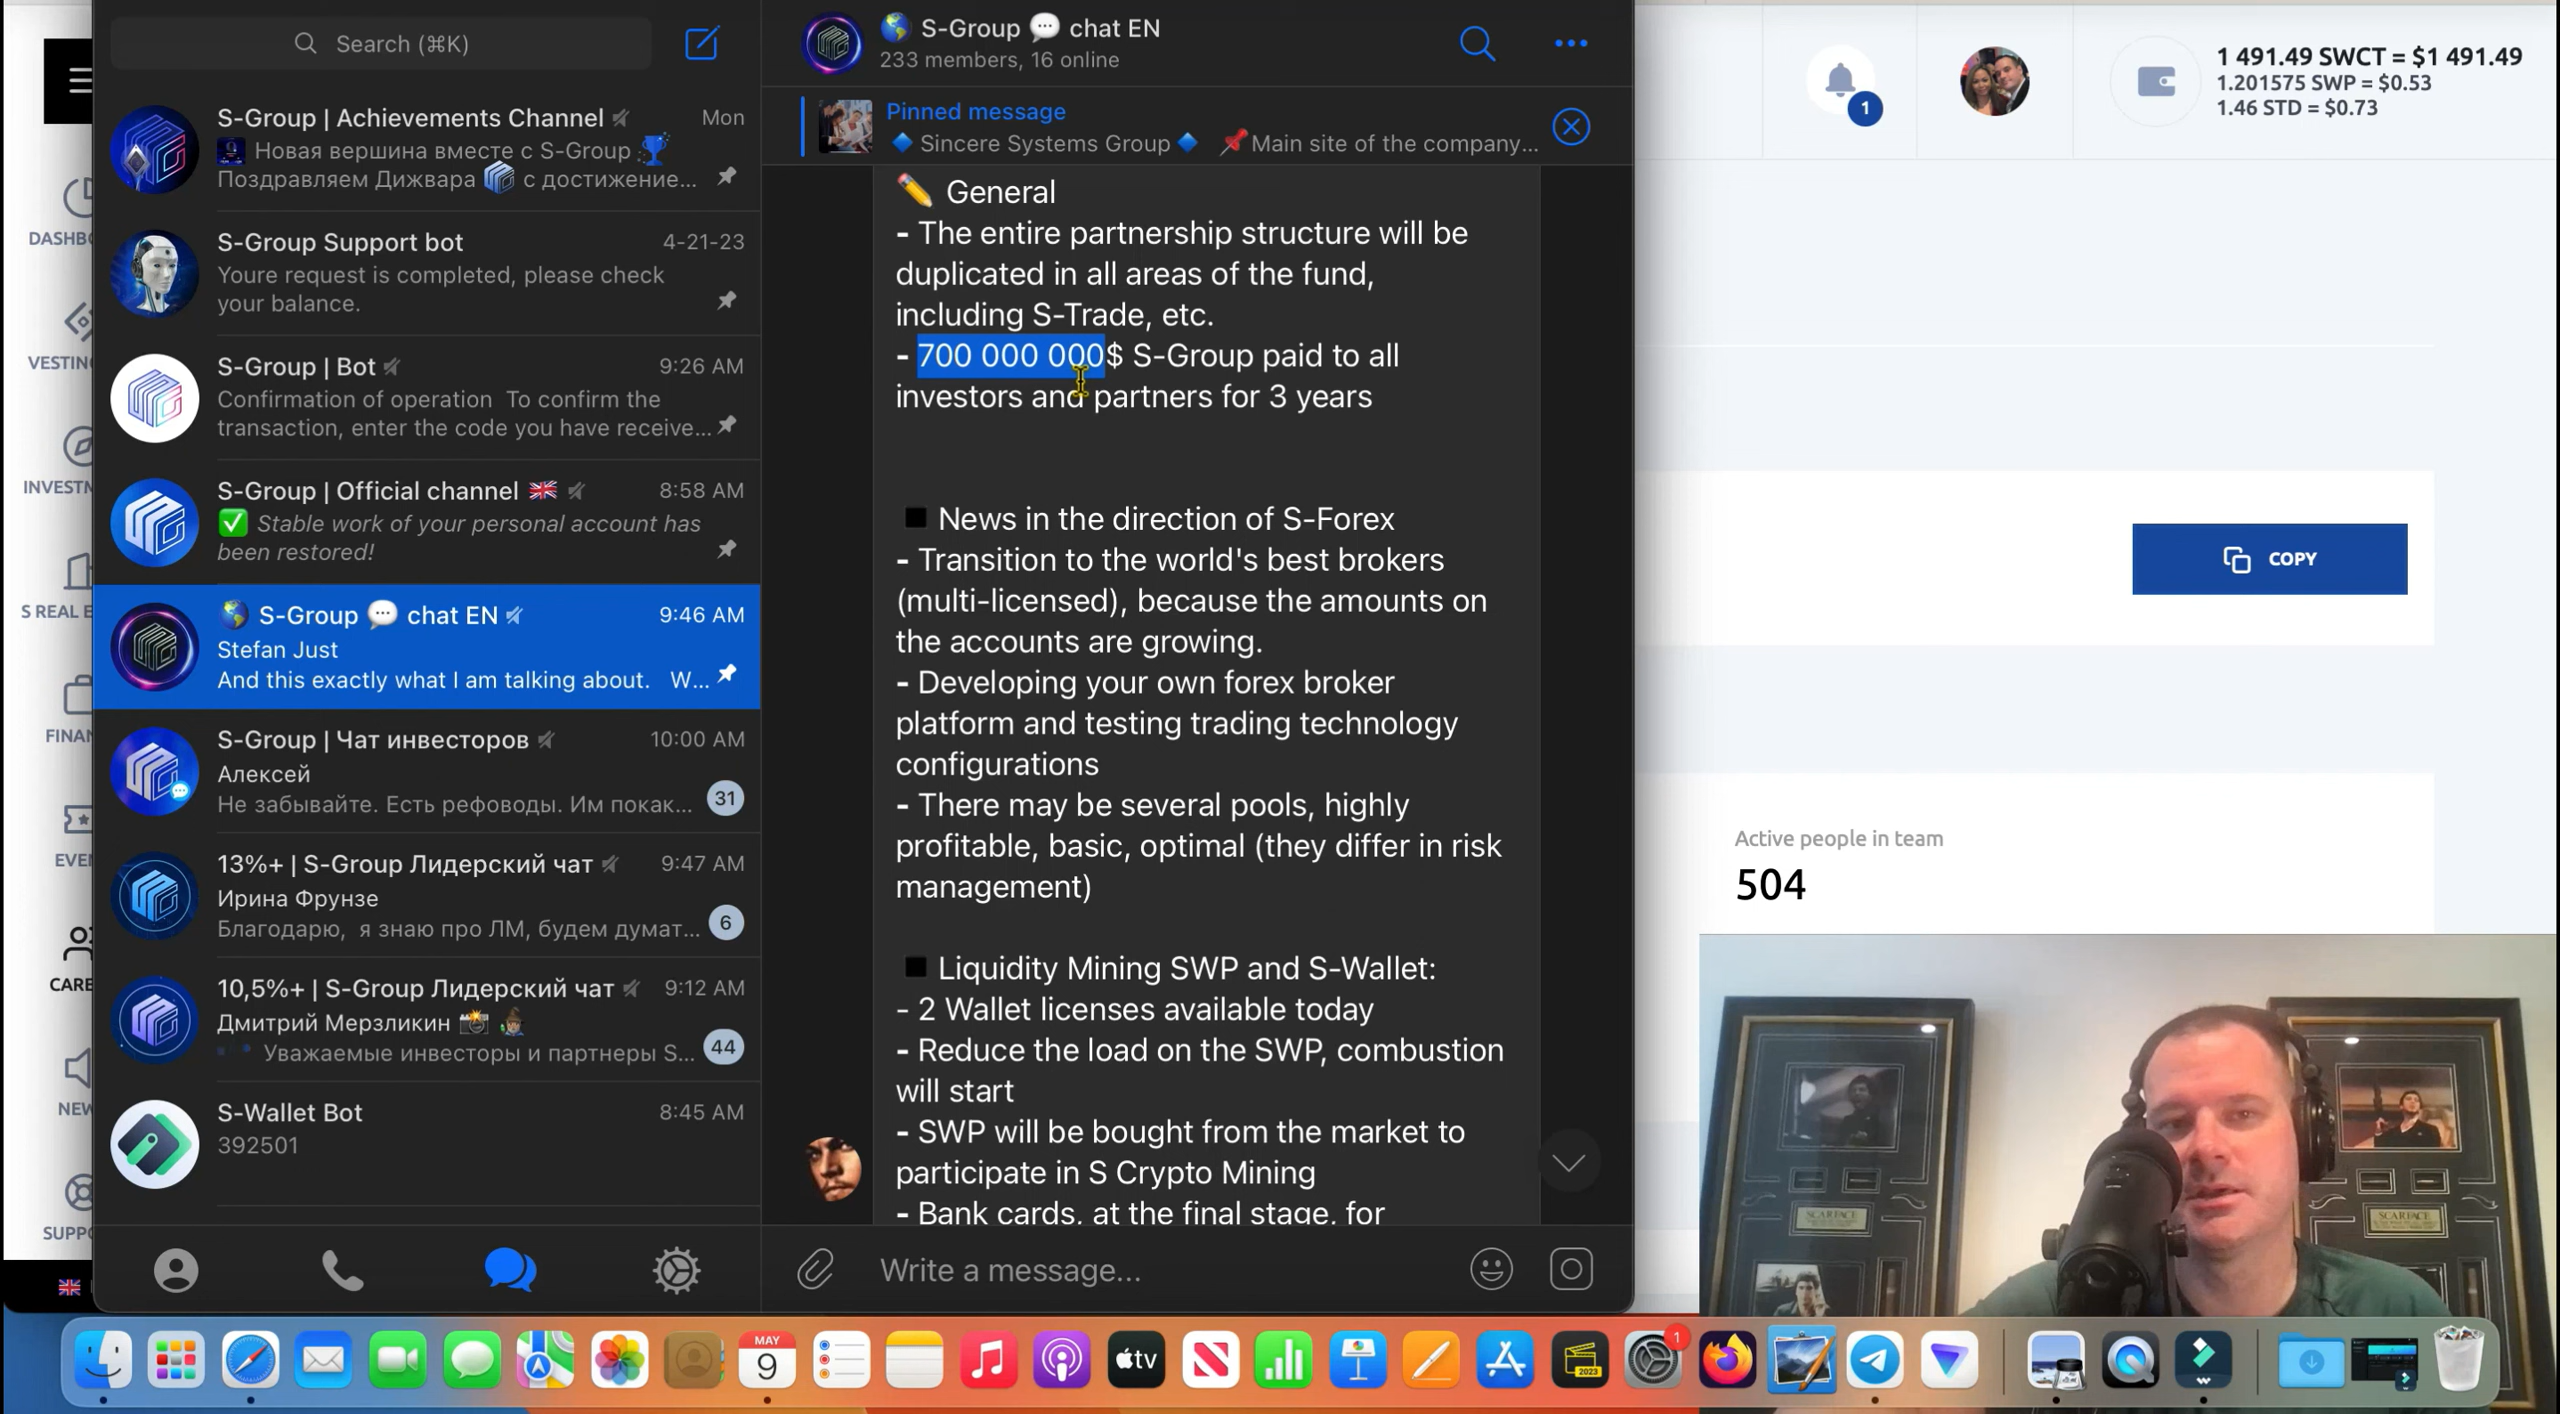 Search (⌘K)
S-Group | Achievements Channel
Mon
Новая вершина вместе с S-Group 🏆
Поздравляем Дижвара с достижение...
S-Group Support bot
4-21-23
Youre request is completed, please check
your balance.
S-Group | Bot
9:26 AM
Confirmation of operation To confirm the
transaction, enter the code you have receive...
S-Group | Official channel 🇬🇧
8:58 AM
✅ Stable work of your personal account has
been restored!
🌎 S-Group 💬 chat EN
9:46 AM
Stefan Just
And this exactly what I am talking about. W...
S-Group | Чат инвесторов
10:00 AM
Алексей
Не забывайте. Есть рефоводы. Им покак...
31
13%+ | S-Group Лидерский чат
9:47 AM
Ирина Фрунзе
Благодарю, я знаю про ЛМ, будем думат...
6
10,5%+ | S-Group Лидерский чат
9:12 AM
Дмитрий Мерзликин
Уважаемые инвесторы и партнеры S...
44
S-Wallet Bot
8:45 AM
392501
🌎 S-Group 💬 chat EN
233 members, 16 online
Pinned message
🔷 Sincere Systems Group 🔷 📌Main site of the company...
✏️ General
- The entire partnership structure will be
duplicated in all areas of the fund,
including S-Trade, etc.
- 700 000 000$ S-Group paid to all
investors and partners for 3 years
◼️ News in the direction of S-Forex
- Transition to the world's best brokers
(multi-licensed), because the amounts on
the accounts are growing.
- Developing your own forex broker
platform and testing trading technology
configurations
- There may be several pools, highly
profitable, basic, optimal (they differ in risk
management)
◼️ Liquidity Mining SWP and S-Wallet:
- 2 Wallet licenses available today
- Reduce the load on the SWP, combustion
will start
- SWP will be bought from the market to
participate in S Crypto Mining
- Bank cards, at the final stage, for
Write a message...
DASHB
VESTING
INVESTM
S REAL E
FINAN
EVE
CARE
NEW
SUPPO
1
1 491.49 SWCT = $1 491.49
1.201575 SWP = $0.53
1.46 STD = $0.73
COPY
Active people in team
504
SCARFACE
SCARFACE
MAY
9
tv
2023
1